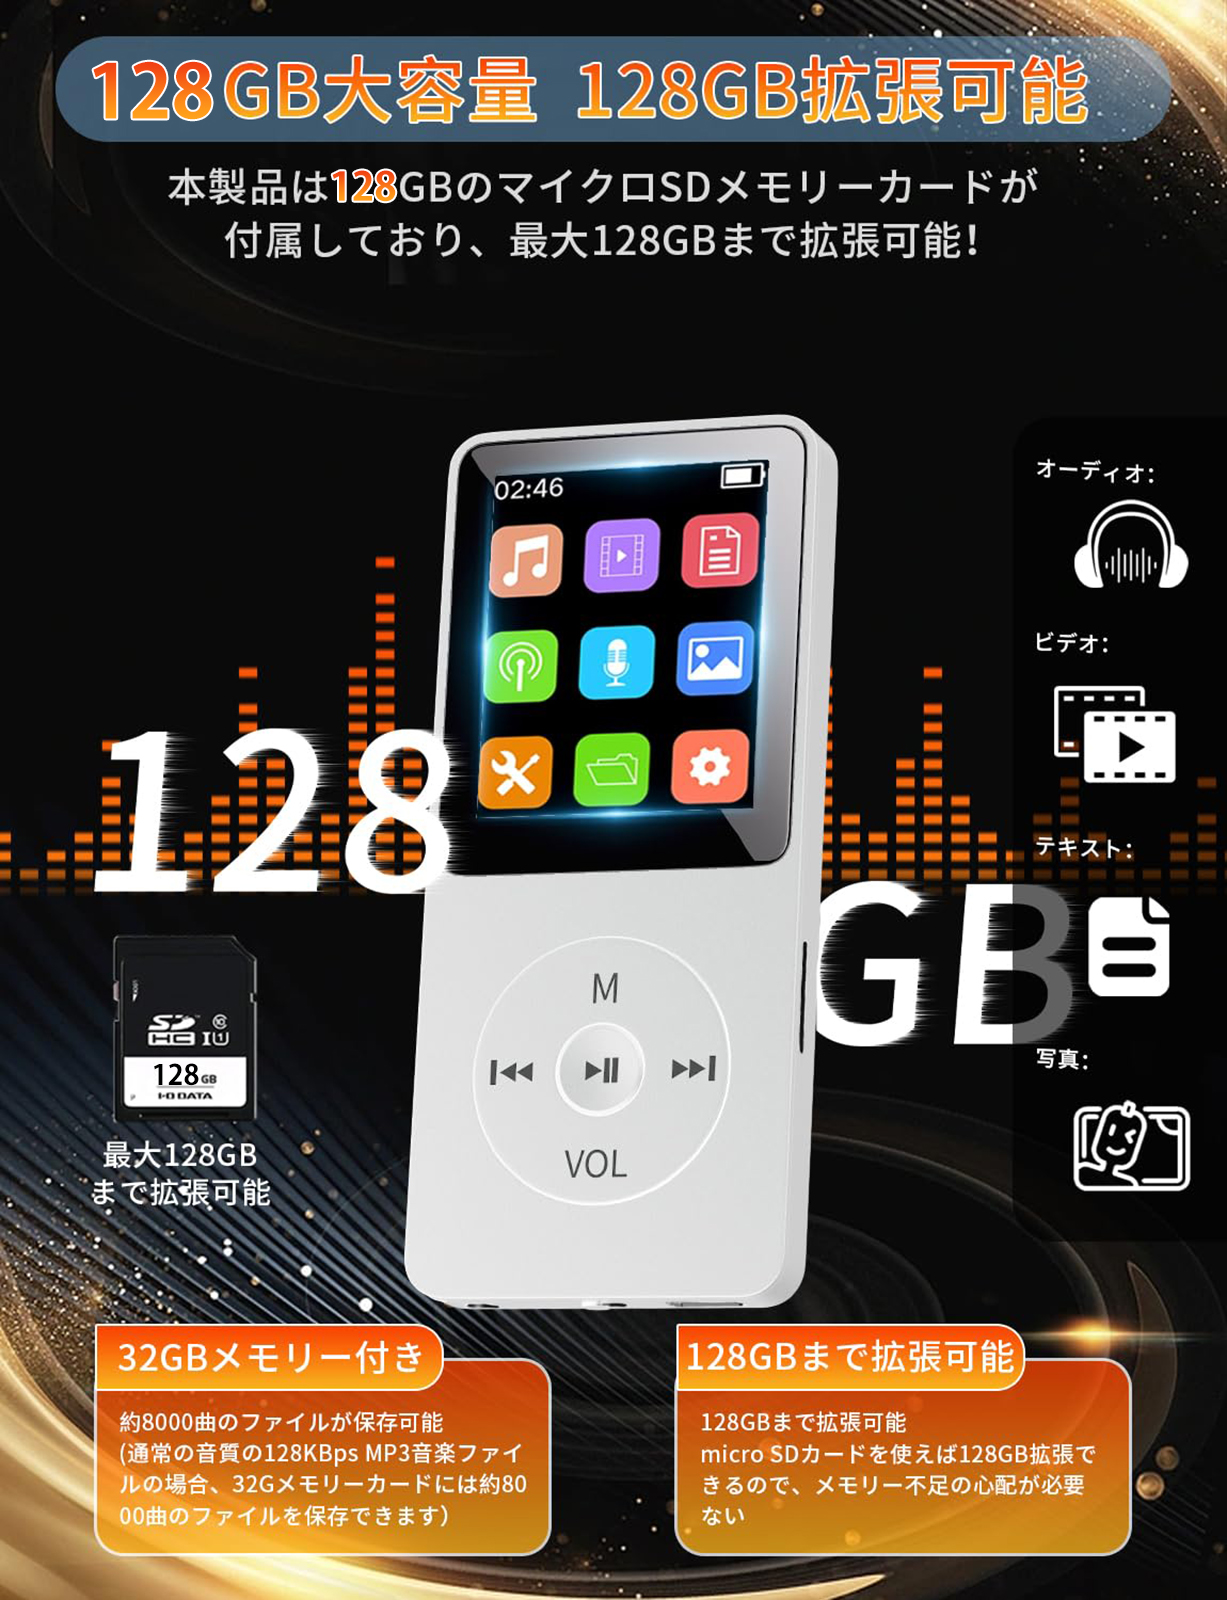 128GB大容量 128GB拡張可能
本製品は128GBのマイクロSDメモリーカードが
付属しており、最大128GBまで拡張可能！
02:46
オーディオ:
ビデオ:
テキスト:
写真:
128
GB
M
VOL
LOCK
SD
HC I 10 U1
128GB
I-O DATA
最大128GB
まで拡張可能
32GBメモリー付き
約8000曲のファイルが保存可能
(通常の音質の128KBps MP3音楽ファイ
ルの場合、32Gメモリーカードには約80
00曲のファイルを保存できます)
128GBまで拡張可能
128GBまで拡張可能
micro SDカードを使えば128GB拡張で
きるので、メモリー不足の心配が必要
ない